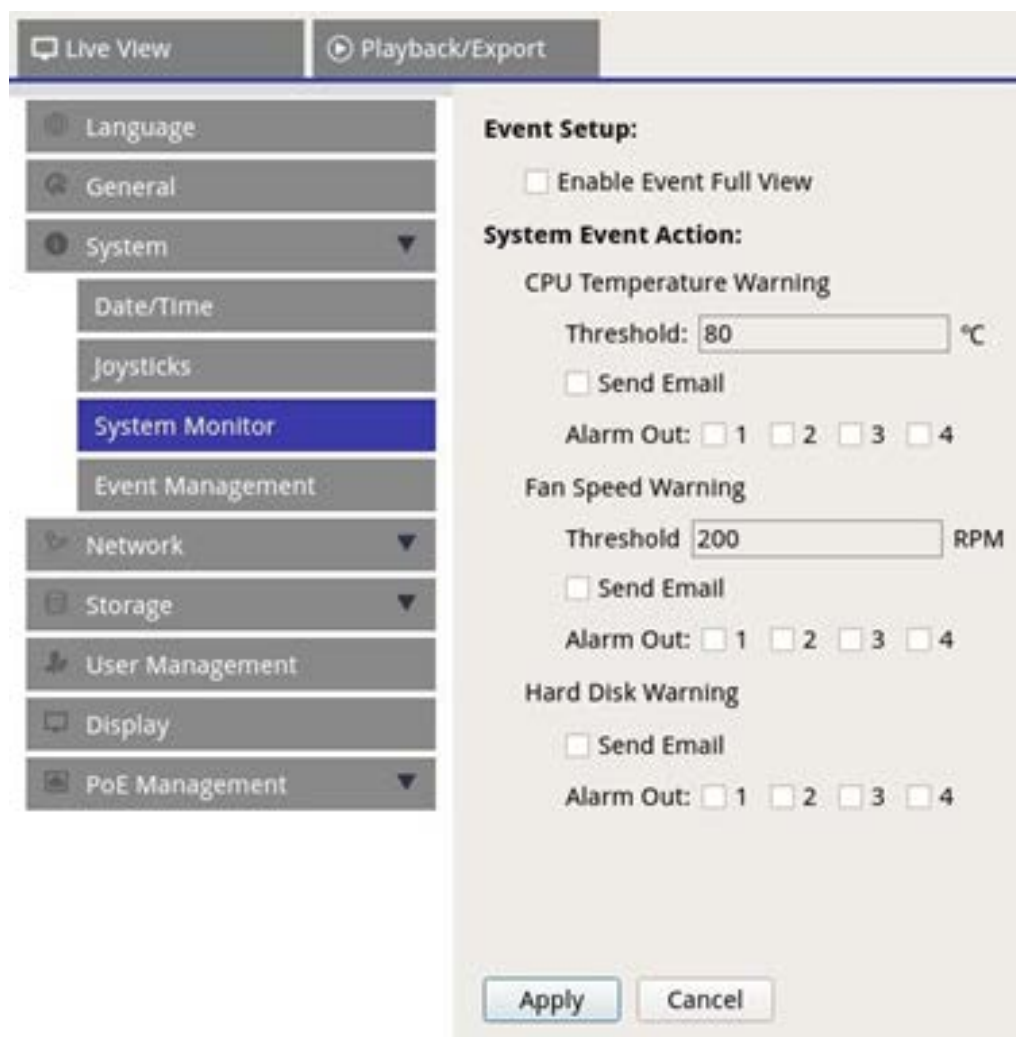 Live View
Playback/Export
Language
General
System
Date/Time
Joysticks
System Monitor
Event Management
Network
Storage
User Management
Display
PoE Management
Event Setup:
Enable Event Full View
System Event Action:
CPU Temperature Warning
Threshold: 80 °C
Send Email
Alarm Out: 1 2 3 4
Fan Speed Warning
Threshold 200 RPM
Send Email
Alarm Out: 1 2 3 4
Hard Disk Warning
Send Email
Alarm Out: 1 2 3 4
Apply Cancel